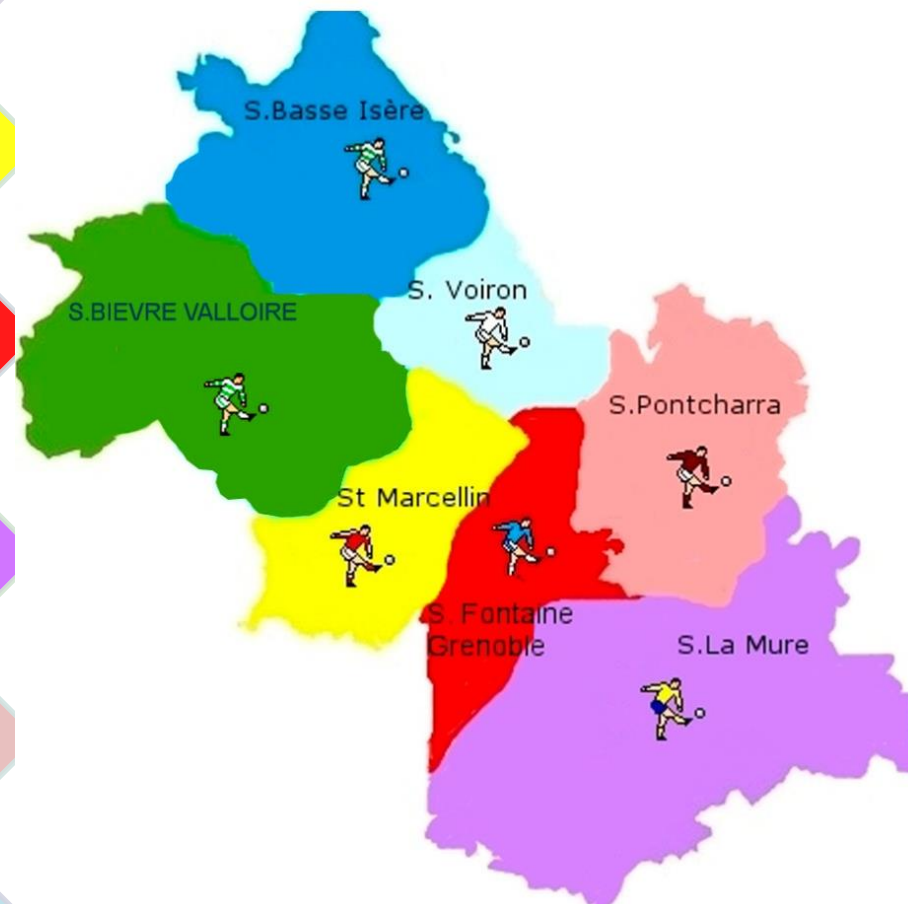 S.Basse Isère
S. Voiron
S.BIEVRE VALLOIRE
S.Pontcharra
St Marcellin
S. Fontaine
Grenoble
S.La Mure